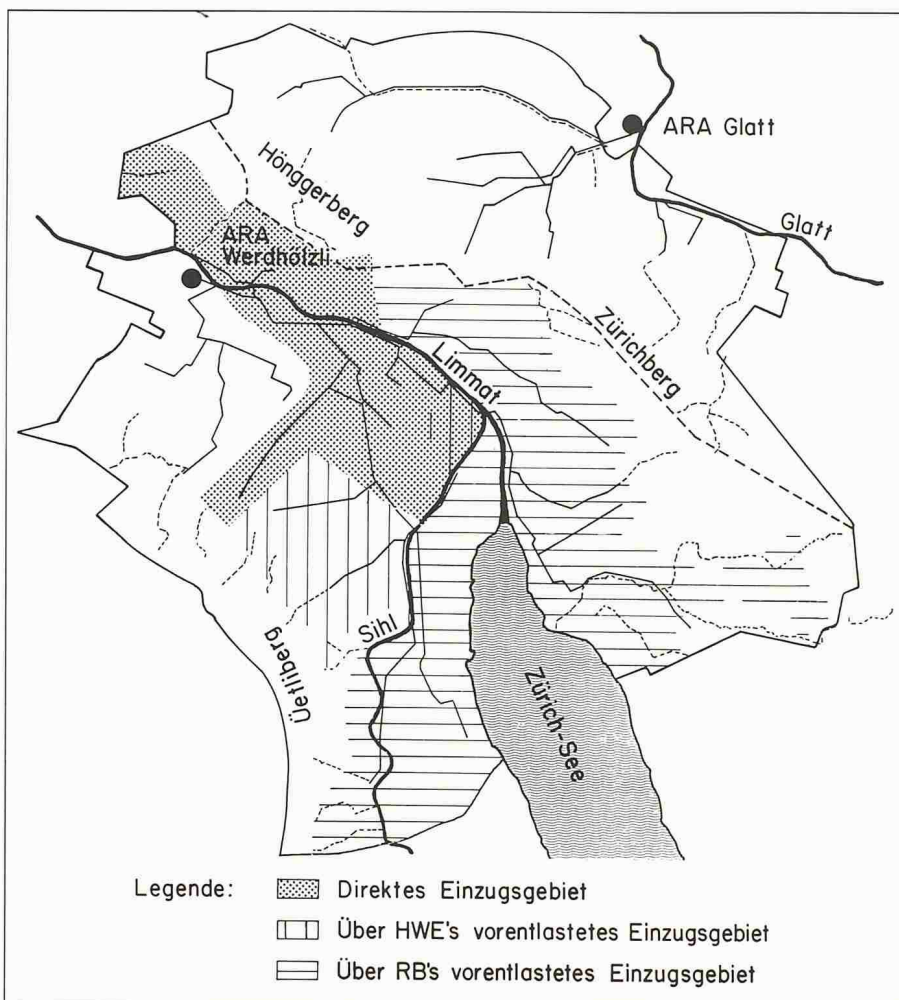 ARA Glatt
Hönggerberg
Glatt
ARA
Werdhölzli
Zürichberg
Limmat
Sihl
Üetliberg
Zürich-See
Legende:
Direktes Einzugsgebiet
Über HWE's vorentlastetes Einzugsgebiet
Über RB's vorentlastetes Einzugsgebiet